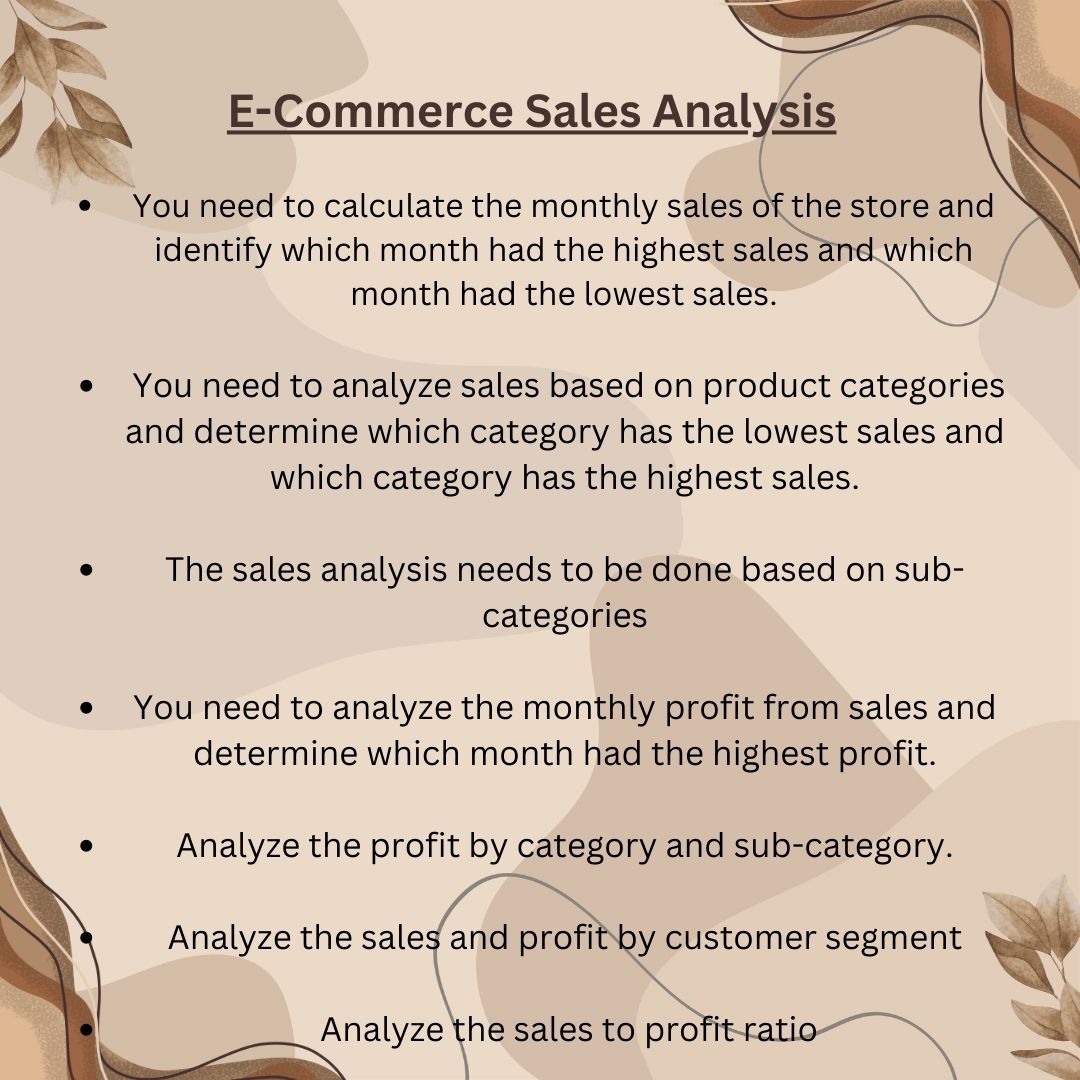 E-Commerce Sales Analysis
• You need to calculate the monthly sales of the store and
identify which month had the highest sales and which
month had the lowest sales.
• You need to analyze sales based on product categories
and determine which category has the lowest sales and
which category has the highest sales.
• The sales analysis needs to be done based on sub-
categories
• You need to analyze the monthly profit from sales and
determine which month had the highest profit.
• Analyze the profit by category and sub-category.
• Analyze the sales and profit by customer segment
• Analyze the sales to profit ratio